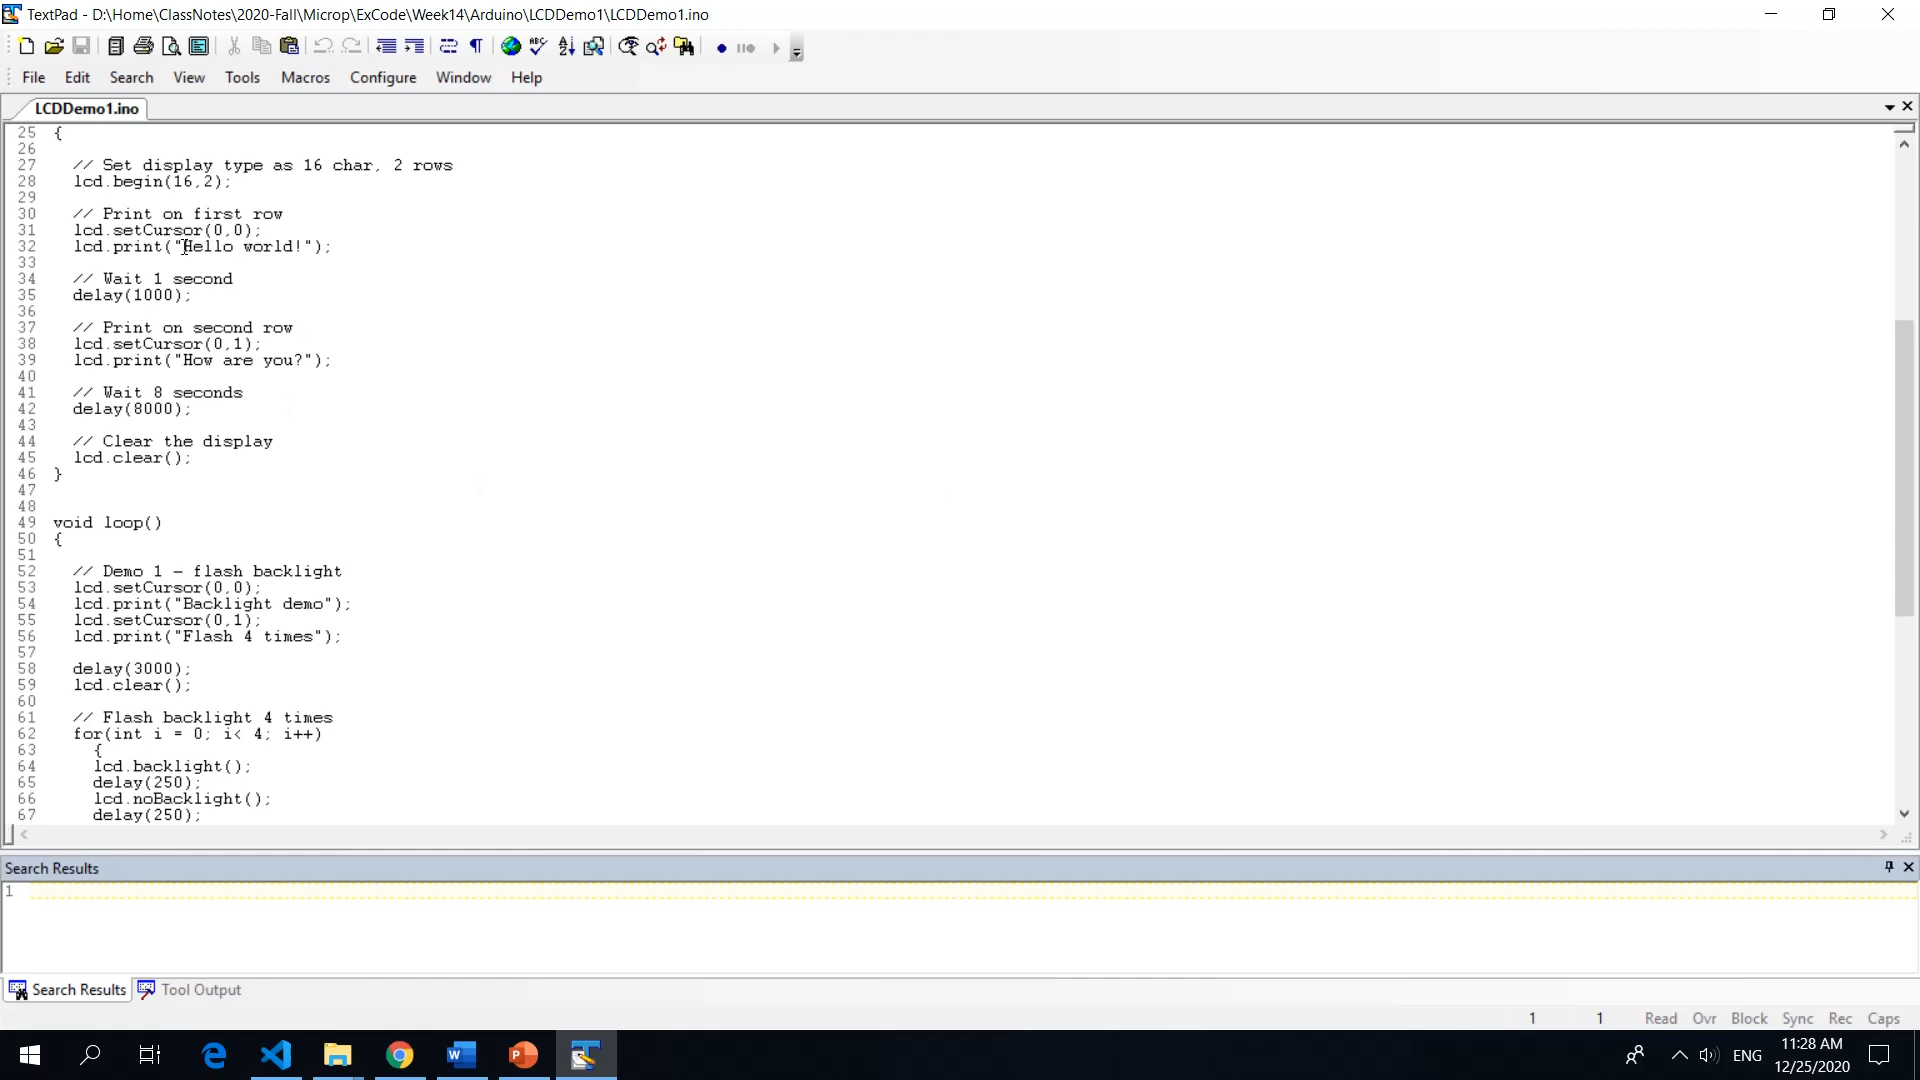 TextPad - D:\Home\ClassNotes\2020-Fall\Microp\ExCode\Week14\Arduino\LCDDemo1\LCDDemo1.ino
File Edit Search View Tools Macros Configure Window Help
LCDDemo1.ino
25 {
26
27 // Set display type as 16 char, 2 rows
28 lcd.begin(16,2);
29
30 // Print on first row
31 lcd.setCursor(0,0);
32 lcd.print("Hello world!");
33
34 // Wait 1 second
35 delay(1000);
36
37 // Print on second row
38 lcd.setCursor(0,1);
39 lcd.print("How are you?");
40
41 // Wait 8 seconds
42 delay(8000);
43
44 // Clear the display
45 lcd.clear();
46 }
47
48
49 void loop()
50 {
51
52 // Demo 1 - flash backlight
53 lcd.setCursor(0,0);
54 lcd.print("Backlight demo");
55 lcd.setCursor(0,1);
56 lcd.print("Flash 4 times");
57
58 delay(3000);
59 lcd.clear();
60
61 // Flash backlight 4 times
62 for(int i = 0; i< 4; i++)
63 {
64 lcd.backlight();
65 delay(250);
66 lcd.noBacklight();
67 delay(250);
Search Results
1
Search Results Tool Output
1 1 Read Ovr Block Sync Rec Caps
ENG 11:28 AM
12/25/2020